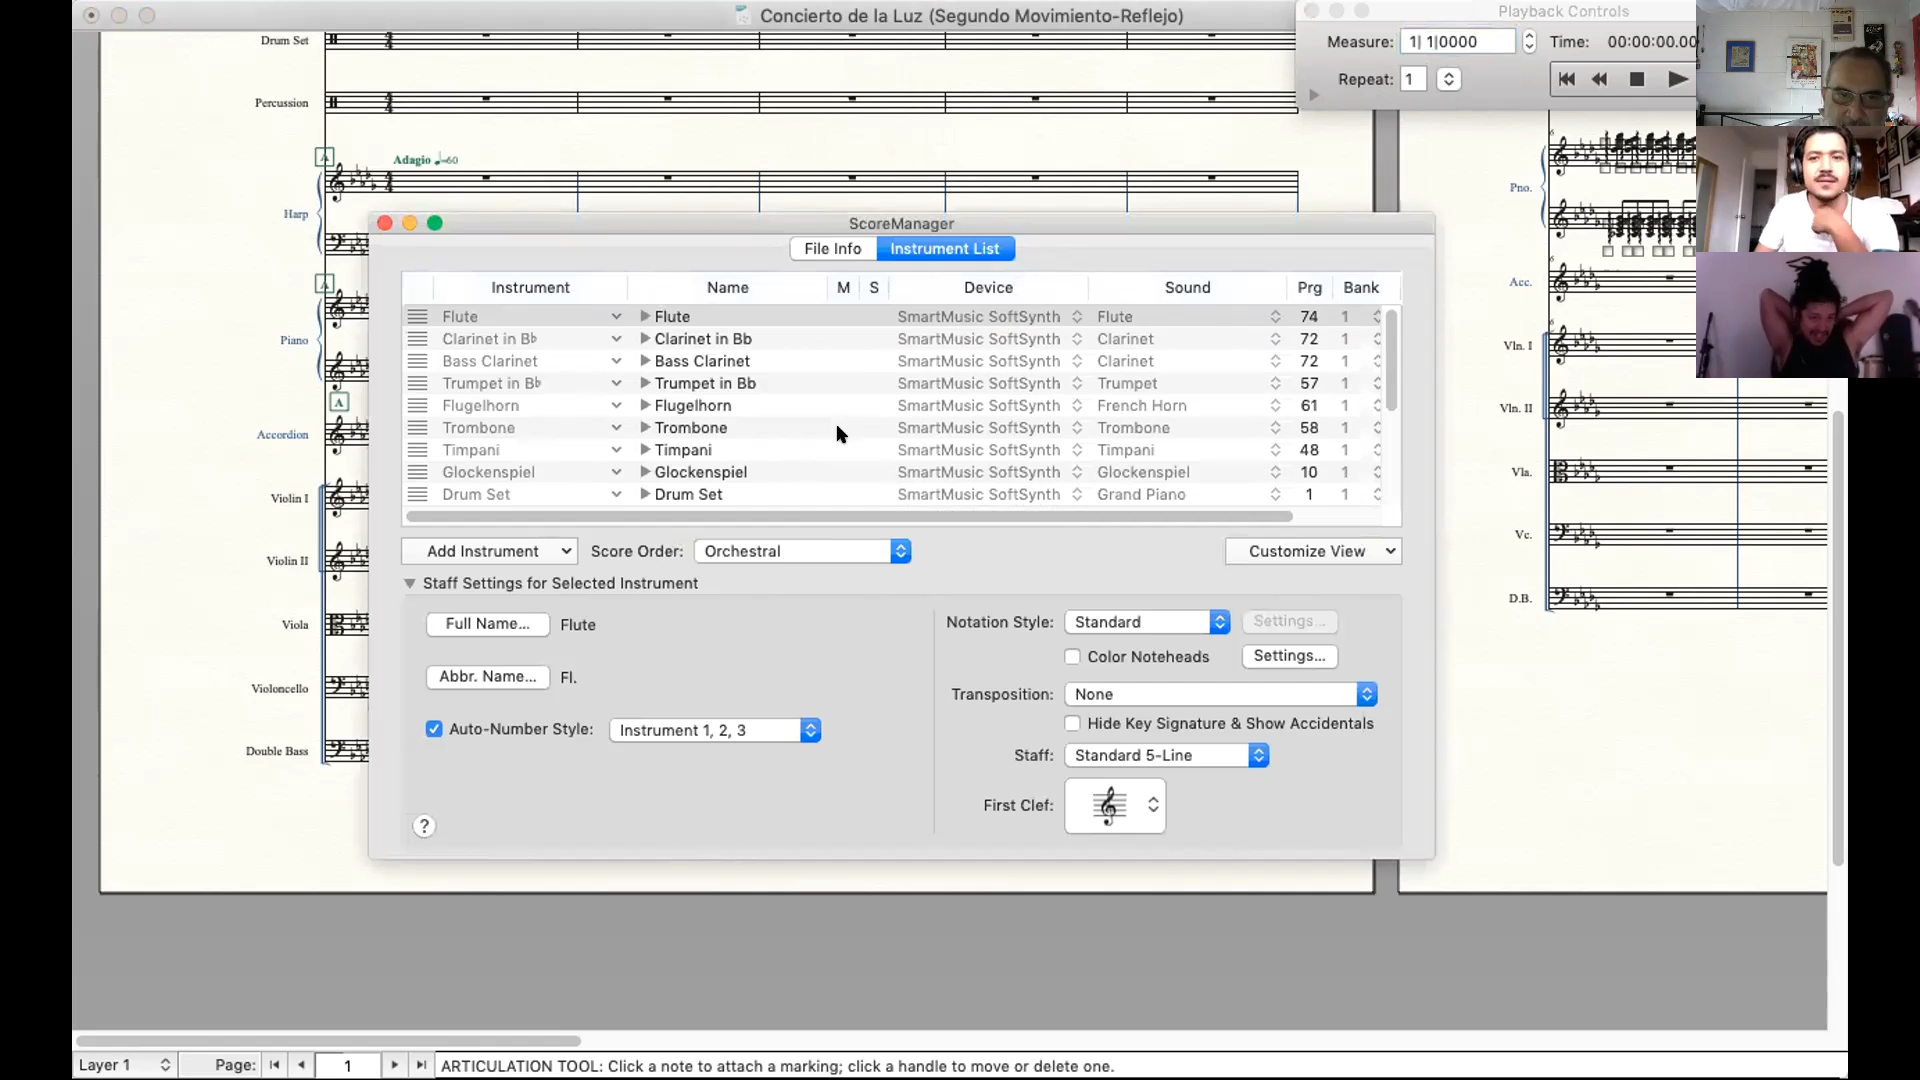 Concierto de la Luz (Segundo Movimiento-Reflejo)
Playback Controls
Measure: 1| 1|0000 Time: 00:00:00.00
Repeat: 1
Drum Set
Percussion
A
Adagio ♩=60
Harp
A
Piano
A
Accordion
Violin I
Violin II
Viola
Violoncello
Double Bass
Pno.
Acc.
Vln. I
Vln. II
Vla.
Vc.
D.B.
ScoreManager
File Info Instrument List
Instrument Name M S Device Sound Prg Bank
Flute Flute SmartMusic SoftSynth Flute 74 1
Clarinet in B♭ Clarinet in Bb SmartMusic SoftSynth Clarinet 72 1
Bass Clarinet Bass Clarinet SmartMusic SoftSynth Clarinet 72 1
Trumpet in B♭ Trumpet in Bb SmartMusic SoftSynth Trumpet 57 1
Flugelhorn Flugelhorn SmartMusic SoftSynth French Horn 61 1
Trombone Trombone SmartMusic SoftSynth Trombone 58 1
Timpani Timpani SmartMusic SoftSynth Timpani 48 1
Glockenspiel Glockenspiel SmartMusic SoftSynth Glockenspiel 10 1
Drum Set Drum Set SmartMusic SoftSynth Grand Piano 1 1
Add Instrument Score Order: Orchestral Customize View
Staff Settings for Selected Instrument
Full Name... Flute
Abbr. Name... Fl.
Auto-Number Style: Instrument 1, 2, 3
Notation Style: Standard Settings...
Color Noteheads Settings...
Transposition: None
Hide Key Signature & Show Accidentals
Staff: Standard 5-Line
First Clef:
?
Layer 1 Page: 1 ARTICULATION TOOL: Click a note to attach a marking; click a handle to move or delete one.